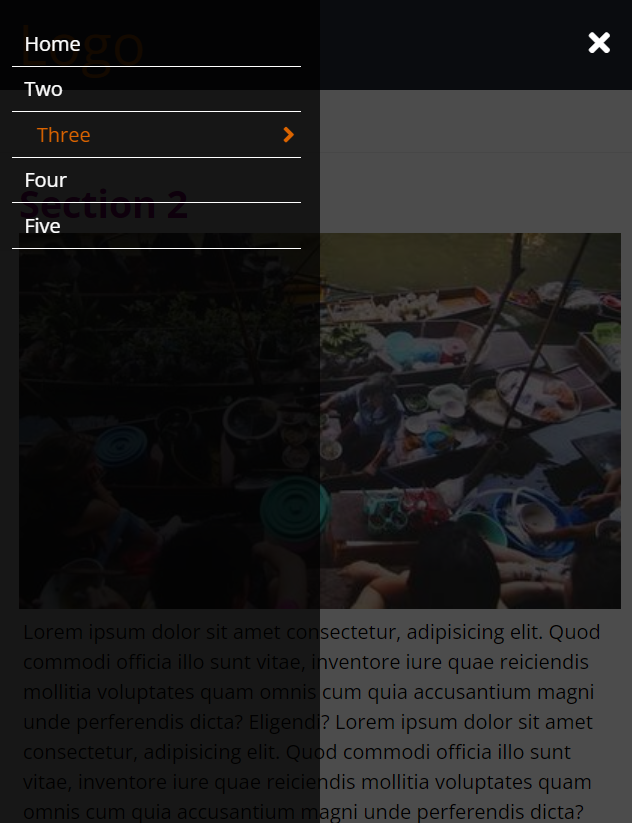 Logo
Home
Two
Three
Four
Section 2
Five
Lorem ipsum dolor sit amet consectetur, adipisicing elit. Quod
commodi officia illo sunt vitae, inventore iure quae reiciendis
mollitia voluptates quam omnis cum quia accusantium magni
unde perferendis dicta? Eligendi? Lorem ipsum dolor sit amet
consectetur, adipisicing elit. Quod commodi officia illo sunt
vitae, inventore iure quae reiciendis mollitia voluptates quam
omnis cum quia accusantium magni unde perferendis dicta?